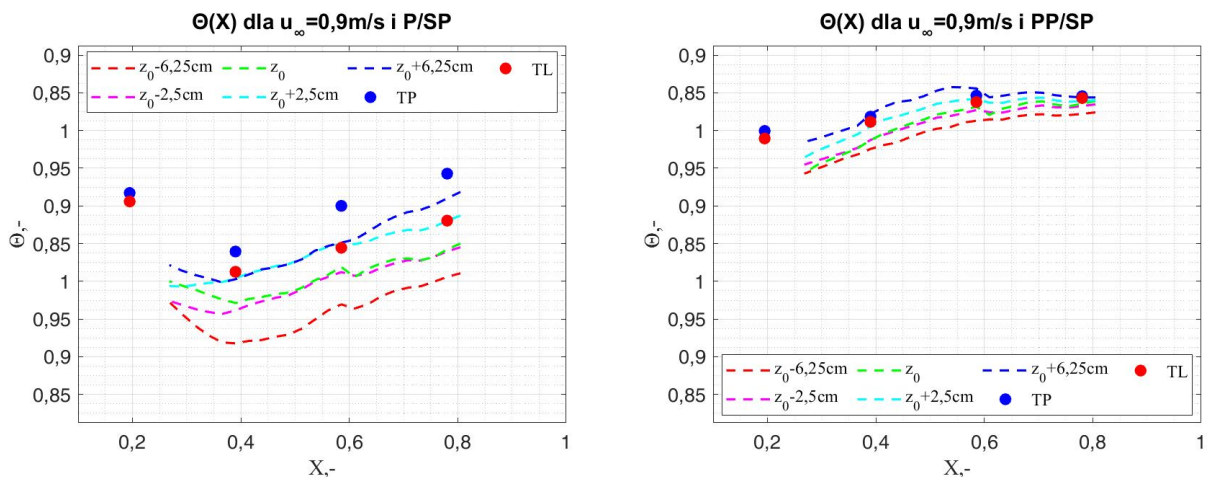 Θ(X) dla u∞=0,9m/s i P/SP
0,9
0,85
1
0,95
0,9
0,85
1
0,95
0,9
0,85
Θ,-
z0-6,25cm
z0
z0+6,25cm
TL
z0-2,5cm
z0+2,5cm
TP
0,2
0,4
0,6
0,8
1
X,-
Θ(X) dla u∞=0,9m/s i PP/SP
0,9
0,85
1
0,95
0,9
0,85
1
0,95
0,9
0,85
Θ,-
z0-6,25cm
z0
z0+6,25cm
TL
z0-2,5cm
z0+2,5cm
TP
0,2
0,4
0,6
0,8
1
X,-